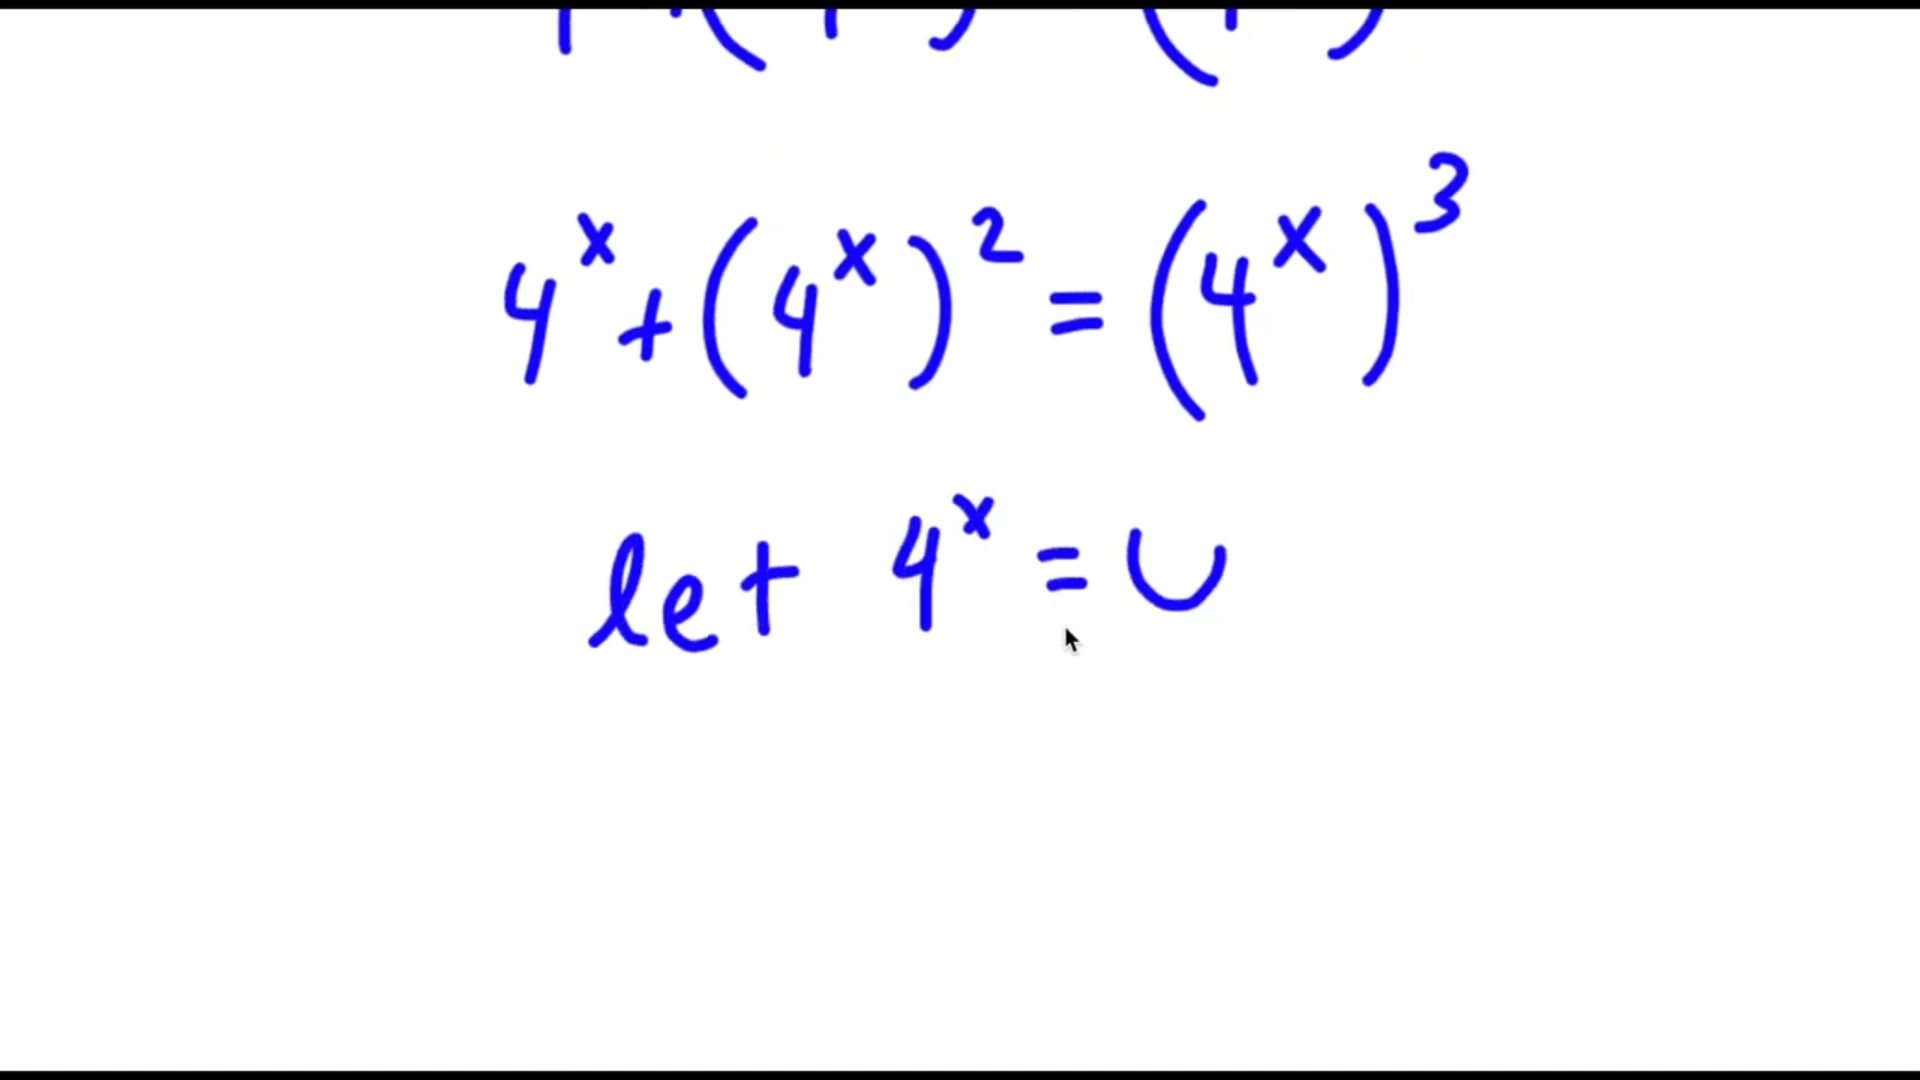 4^x + (4^x)^2 = (4^x)^3
let 4^x = U